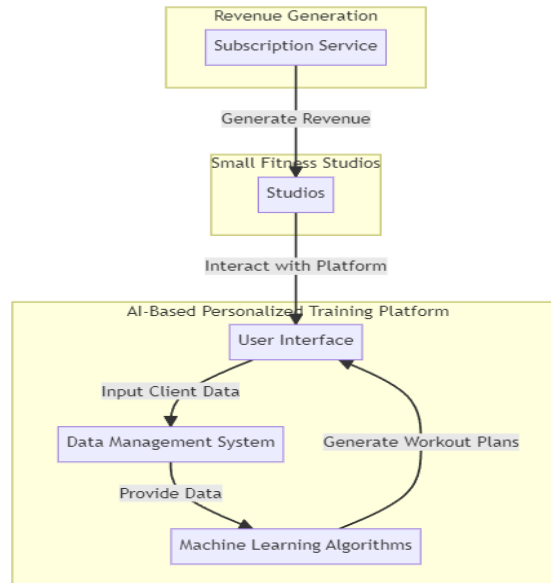 Revenue Generation
Subscription Service
Generate Revenue
Small Fitness Studios
Studios
Interact with Platform
AI-Based Personalized Training Platform
User Interface
Input Client Data
Data Management System
Generate Workout Plans
Provide Data
Machine Learning Algorithms